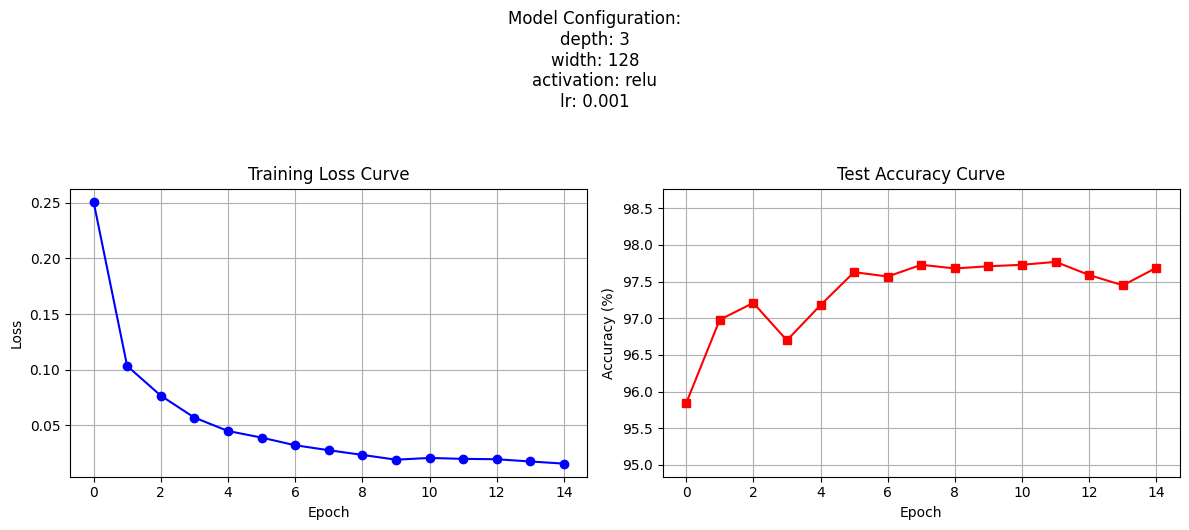 Model Configuration:
depth: 3
width: 128
activation: relu
lr: 0.001
Training Loss Curve
0.25
0.20
0.15
0.10
0.05
Loss
0 2 4 6 8 10 12 14
Epoch
Test Accuracy Curve
98.5
98.0
97.5
97.0
96.5
96.0
95.5
95.0
Accuracy (%)
0 2 4 6 8 10 12 14
Epoch